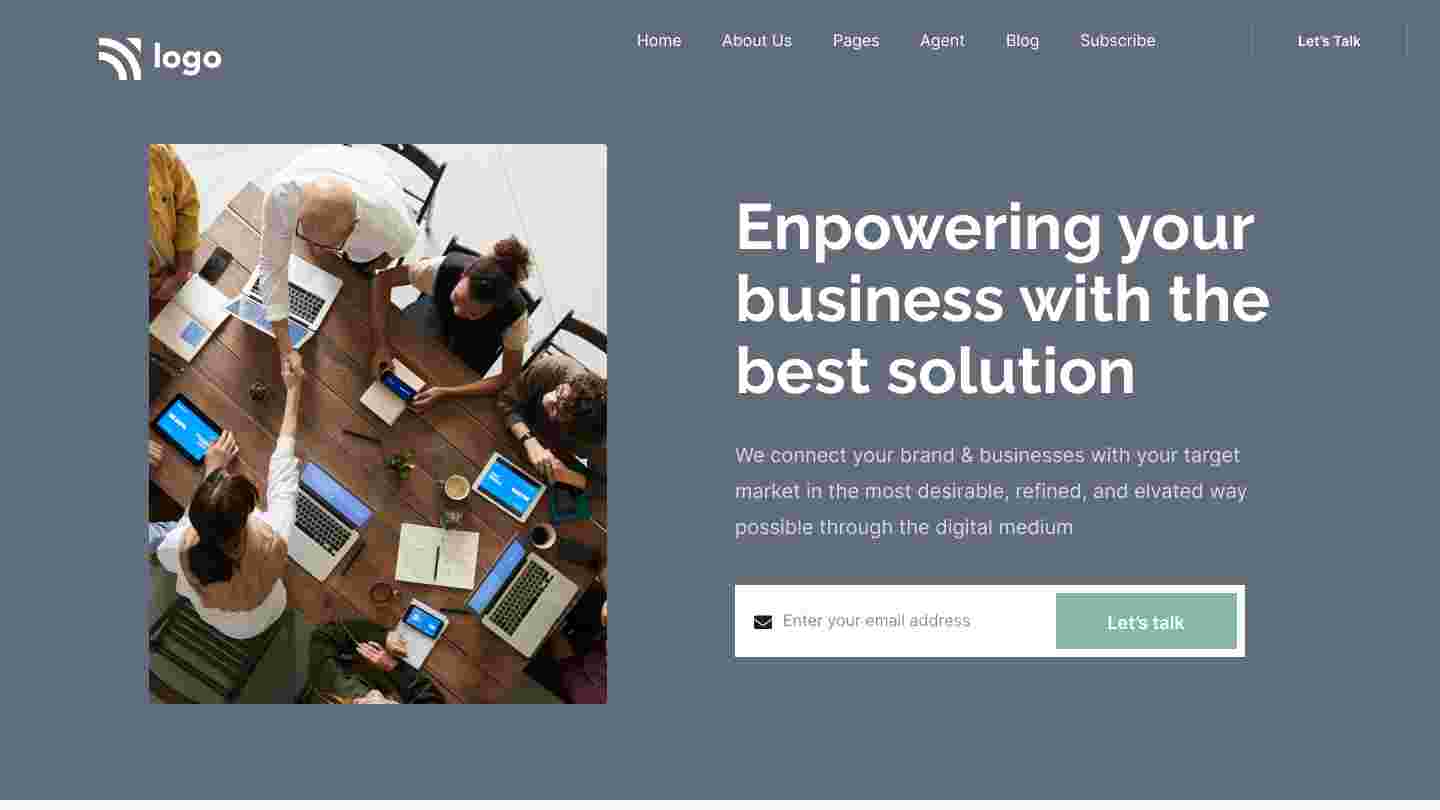 logo
Home About Us Pages Agent Blog Subscribe Let's Talk
Enpowering your
business with the
best solution
We connect your brand & businesses with your target
market in the most desirable, refined, and elvated way
possible through the digital medium
Enter your email address Let's talk